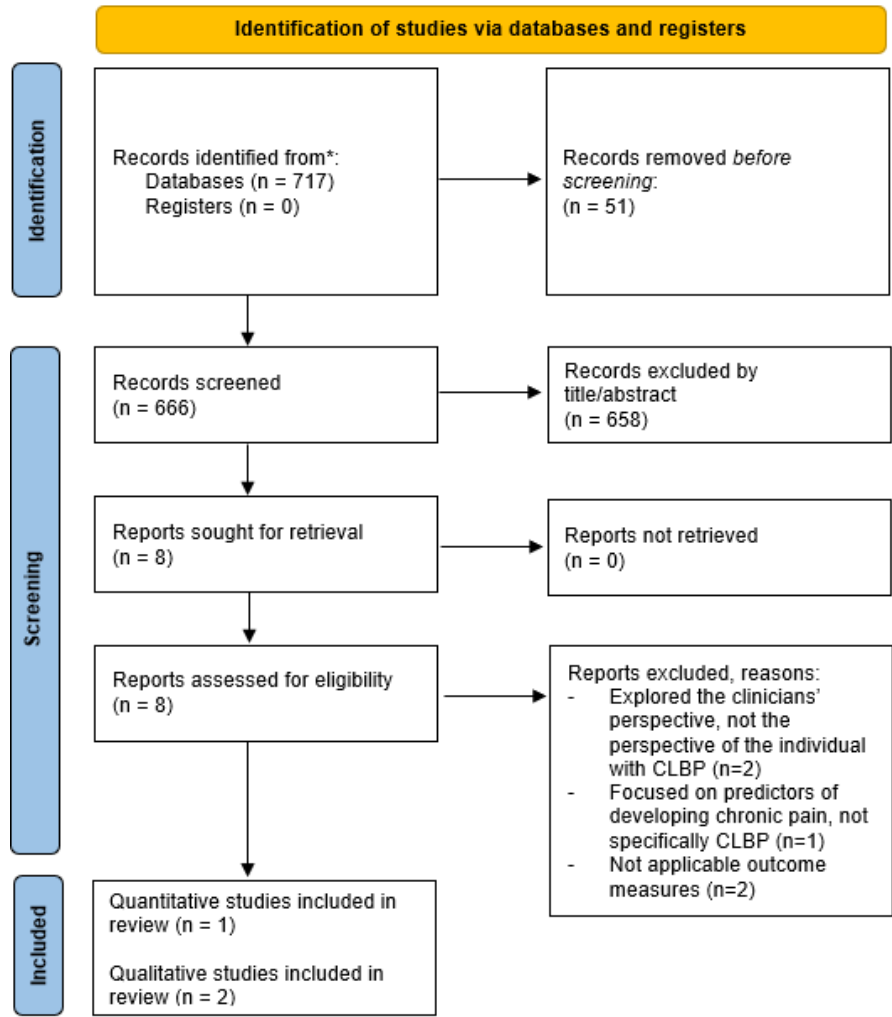 Identification of studies via databases and registers
Identification
Records identified from*:
Databases (n = 717)
Registers (n = 0)
Records removed before
screening:
(n = 51)
Screening
Records screened
(n = 666)
Records excluded by
title/abstract
(n = 658)
Reports sought for retrieval
(n = 8)
Reports not retrieved
(n = 0)
Reports assessed for eligibility
(n = 8)
Reports excluded, reasons:
- Explored the clinicians’
perspective, not the
perspective of the individual
with CLBP (n=2)
- Focused on predictors of
developing chronic pain, not
specifically CLBP (n=1)
- Not applicable outcome
measures (n=2)
Included
Quantitative studies included in
review (n = 1)
Qualitative studies included in
review (n = 2)